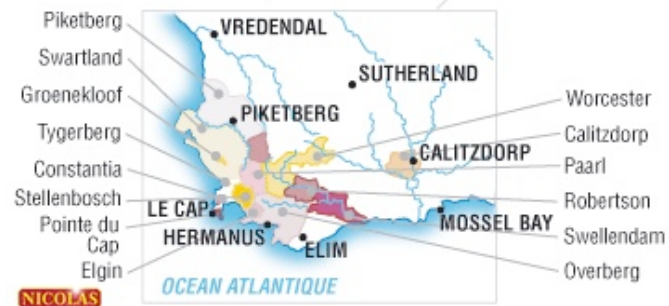 Piketberg
Swartland
Groenekloof
Tygerberg
Constantia
Stellenbosch
Pointe du
Cap
Elgin
VREDENDAL
SUTHERLAND
PIKETBERG
CALITZDORP
LE CAP
HERMANUS
ELIM
MOSSEL BAY
OCEAN ATLANTIQUE
Worcester
Calitzdorp
Paarl
Robertson
Swellendam
Overberg
NICOLAS